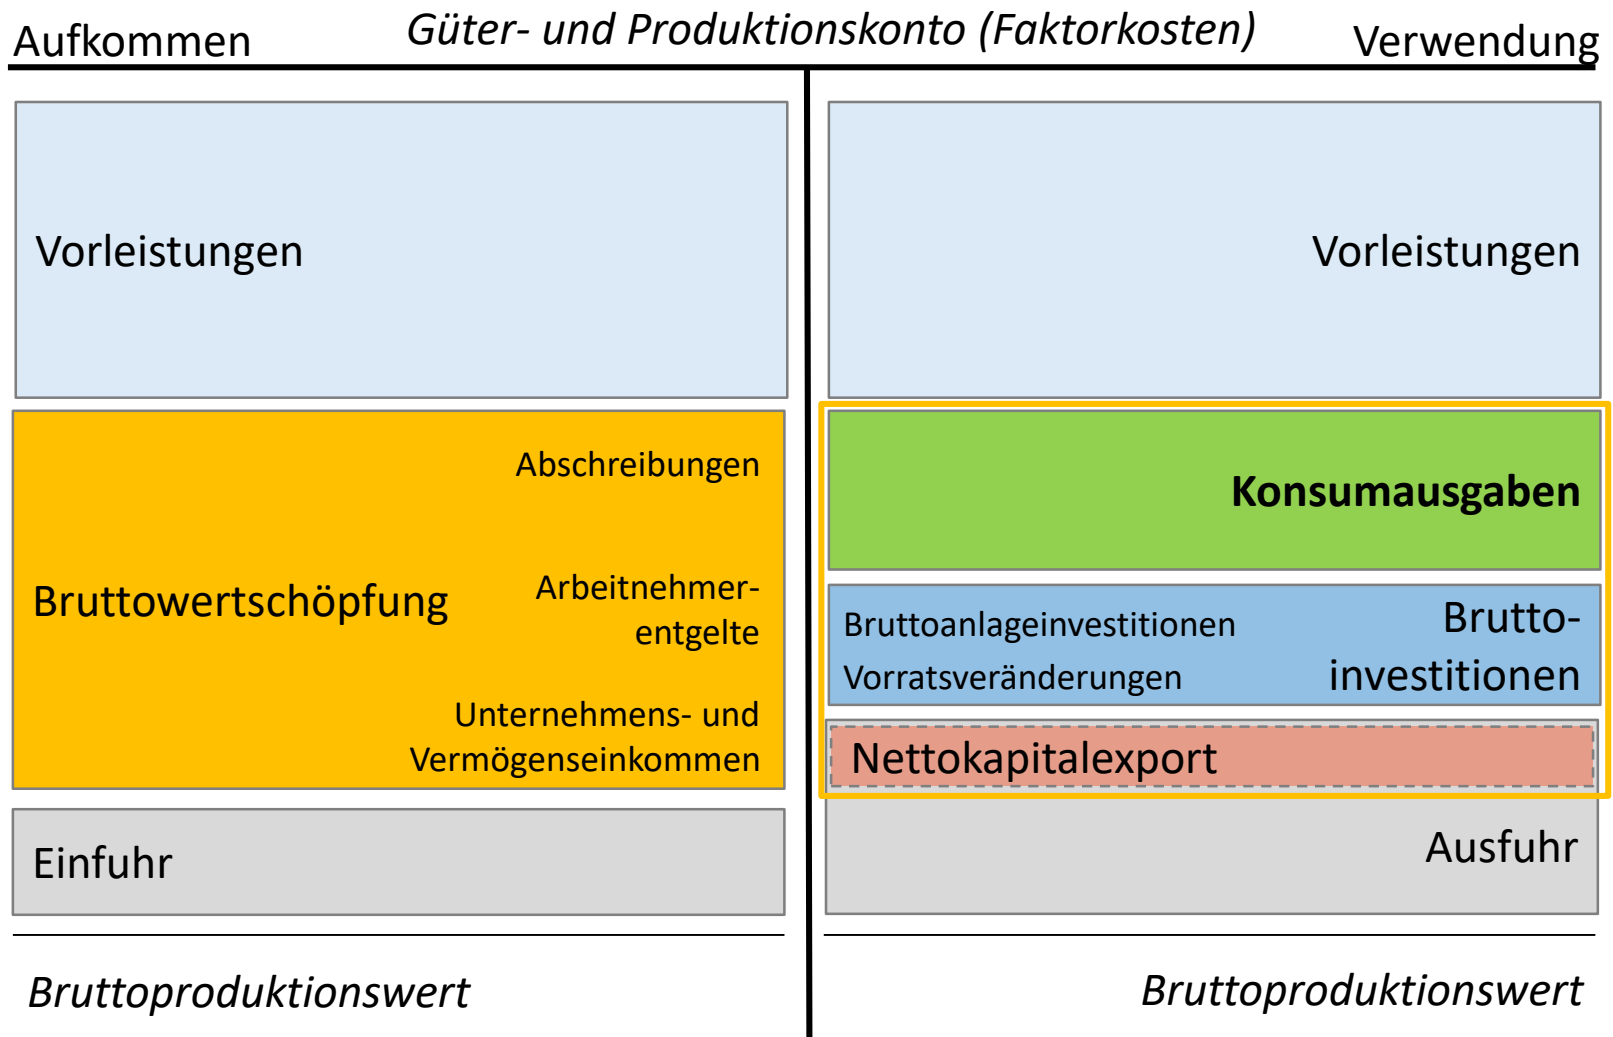 Aufkommen
Güter- und Produktionskonto (Faktorkosten)
Verwendung
Vorleistungen
Bruttowertschöpfung
Abschreibungen
Arbeitnehmer-
entgelte
Unternehmens- und
Vermögenseinkommen
Einfuhr
Bruttoproduktionswert
Vorleistungen
Konsumausgaben
Bruttoanlageinvestitionen
Vorratsveränderungen
Brutto-
investitionen
Nettokapitalexport
Ausfuhr
Bruttoproduktionswert